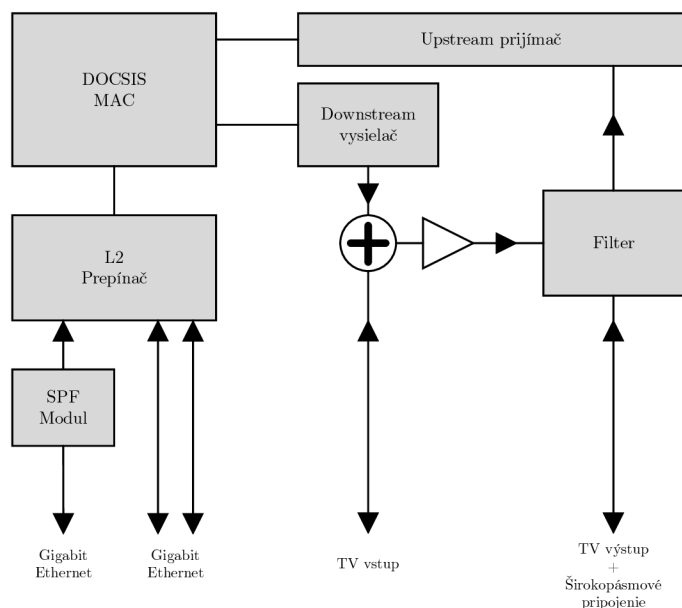 Upstream prijímač
DOCSIS
MAC
Downstream
vysielač
L2
Prepínač
Filter
SPF
Modul
Gigabit
Ethernet
Gigabit
Ethernet
TV vstup
TV výstup
+
Širokopásmové
pripojenie